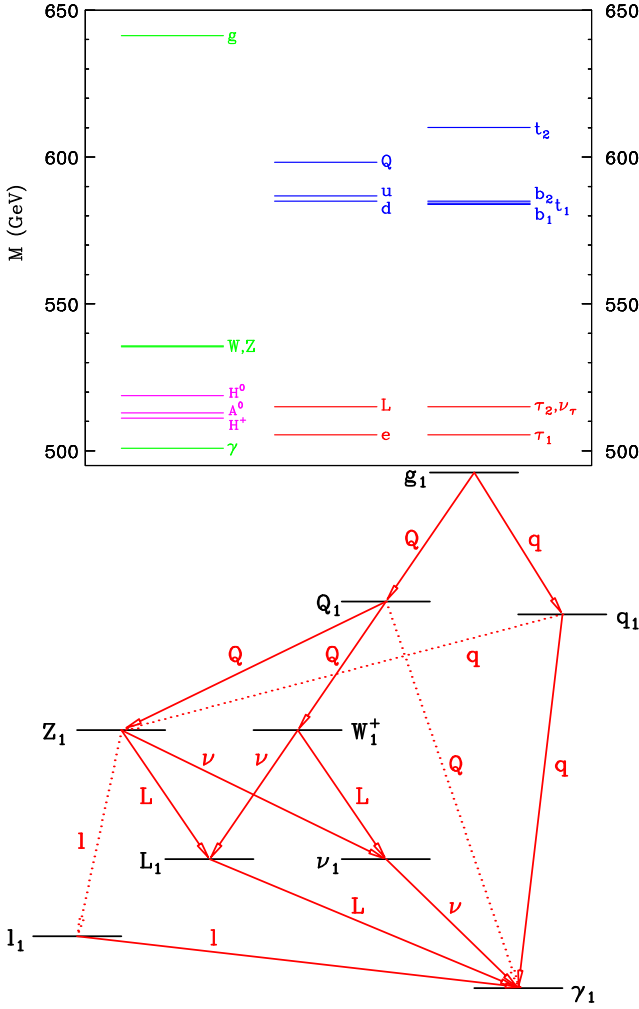 650 650
g
t₂
600 Q 600
u b₂
d b₁ t₁
M (GeV)
550 550
W,Z
H⁰
A⁰ L τ₂,ν_τ
H⁺
500 γ e τ₁ 500
g₁
Q q
Q₁ q₁
Q Q q
Z₁ W₁⁺
ν ν Q q
L L
l
L₁ ν₁
L ν
l₁ l
γ₁